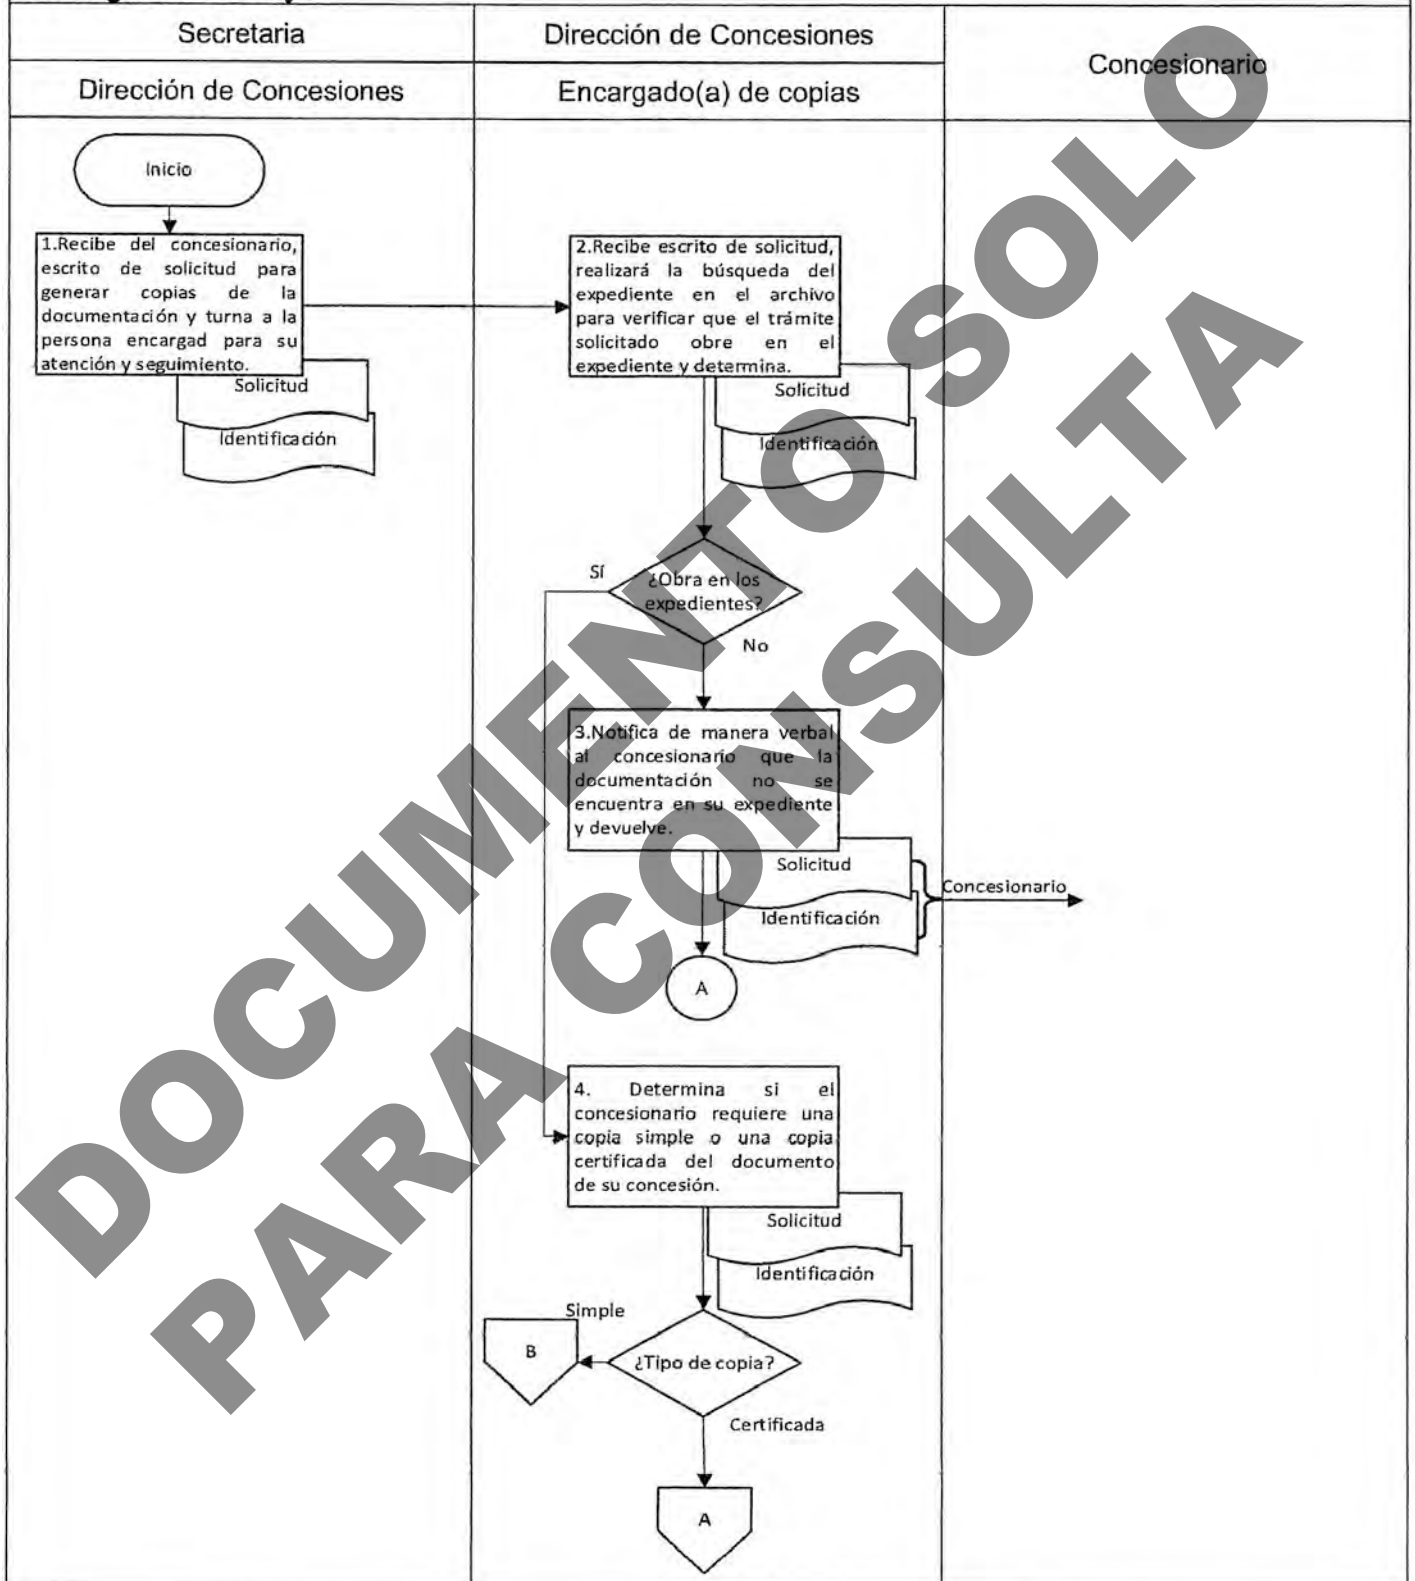 Secretaria
Dirección de Concesiones
Concesionario
Dirección de Concesiones
Encargado(a) de copias
Inicio
1.Recibe del concesionario,
escrito de solicitud para
generar copias de la
documentación y turna a la
persona encargad para su
atención y seguimiento.
Solicitud
Identificación
2.Recibe escrito de solicitud,
realizará la búsqueda del
expediente en el archivo
para verificar que el trámite
solicitado obre en el
expediente y determina.
Solicitud
Identificación
¿Obra en los
expedientes?
Sí
No
3.Notifica de manera verbal
al concesionario que la
documentación no se
encuentra en su expediente
y devuelve.
Solicitud
Identificación
Concesionario
A
4. Determina si el
concesionario requiere una
copia simple o una copia
certificada del documento
de su concesión.
Solicitud
Identificación
Simple
B
¿Tipo de copia?
Certificada
A
DOCUMENTO SOLO
PARA CONSULTA